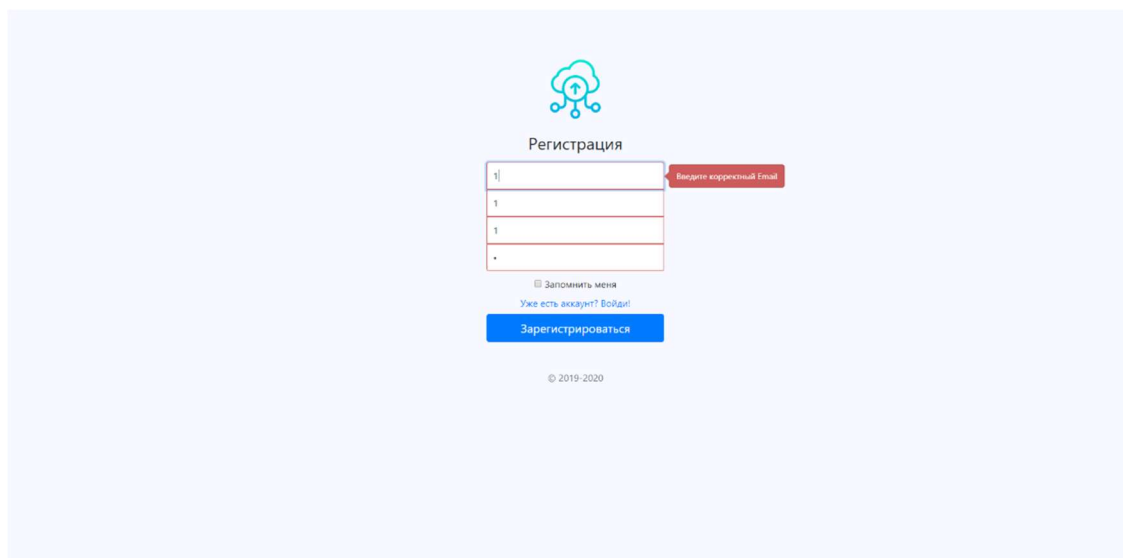 Регистрация
1
Введите корректный Email
1
1
•
Запомнить меня
Уже есть аккаунт? Войди!
Зарегистрироваться
© 2019-2020